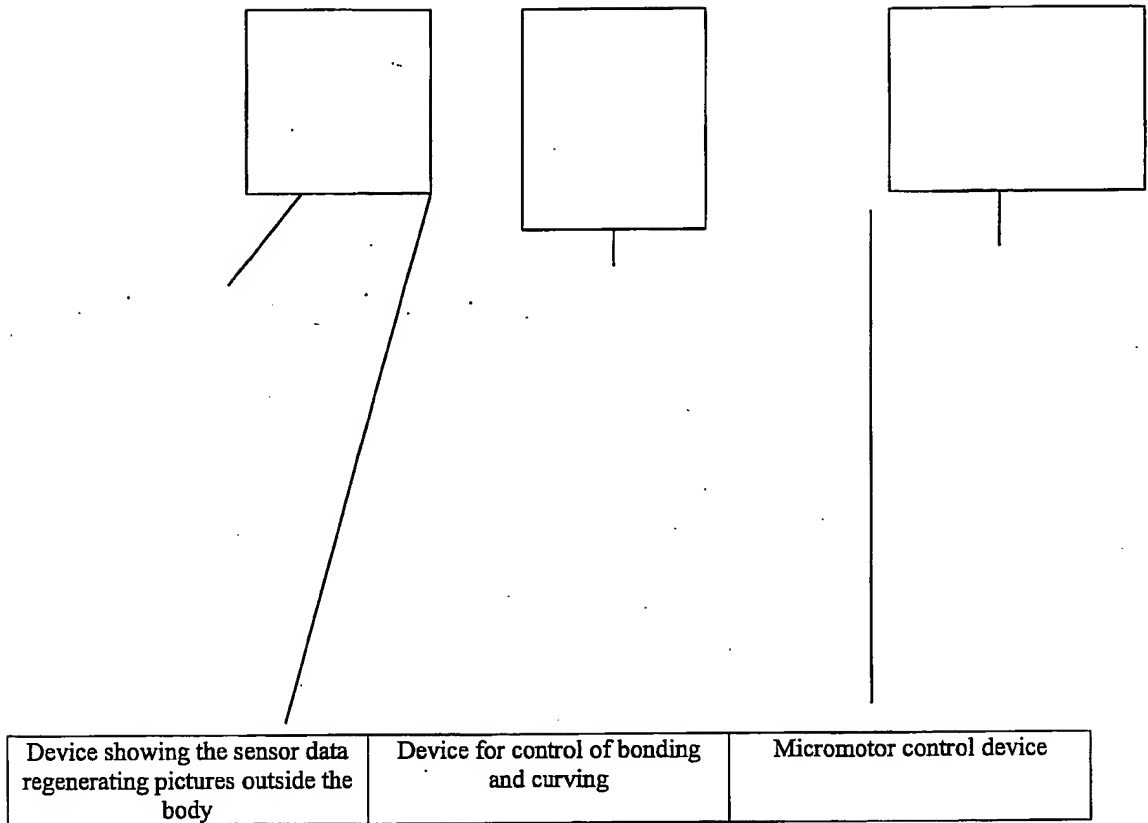 Device showing the sensor data
regenerating pictures outside the
body
Device for control of bonding
and curving
Micromotor control device